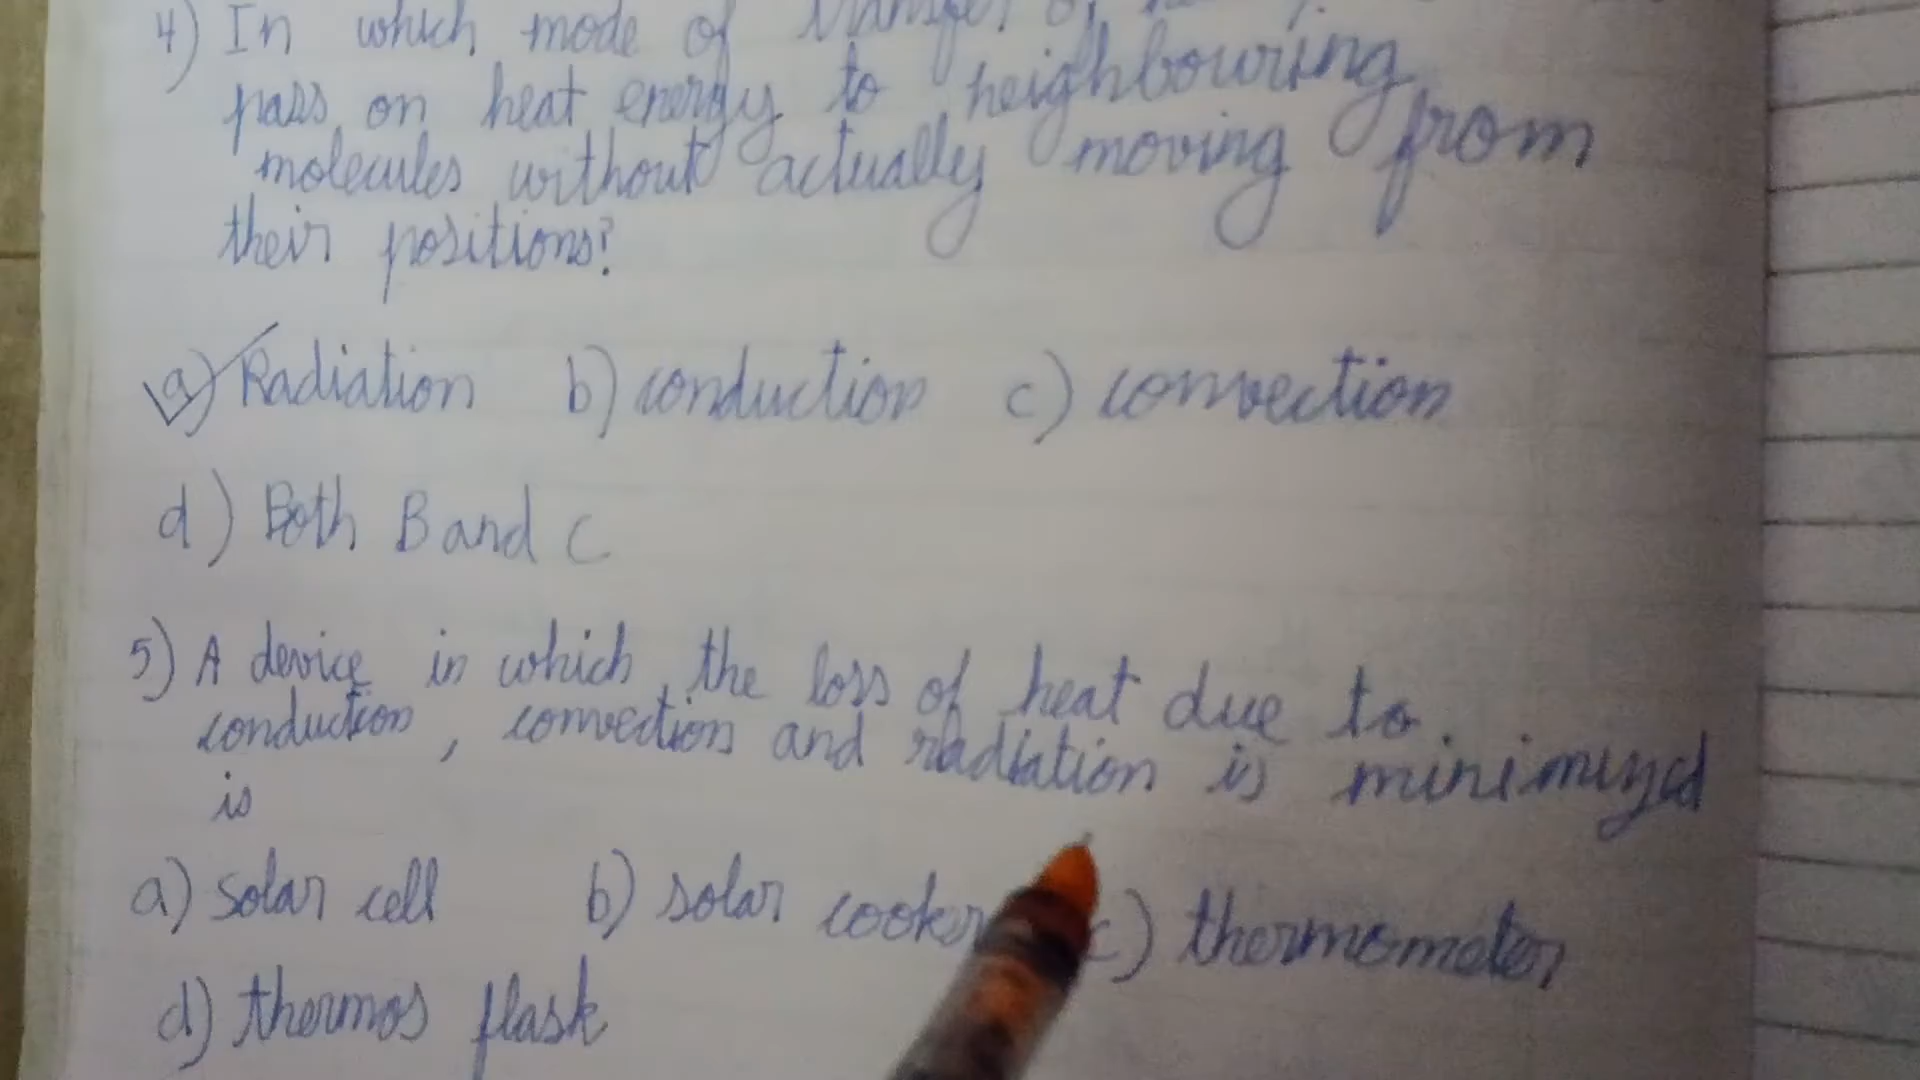 4) In which mode of transfer of
pass on heat energy to neighbouring
molecules without actually moving from
their positions?
a) Radiation b) conduction c) convection
d) Both B and C
5) A device in which the loss of heat due to
conduction, convection and radiation is minimized
is
a) solar cell b) solar cooker c) thermometer
d) thermos flask